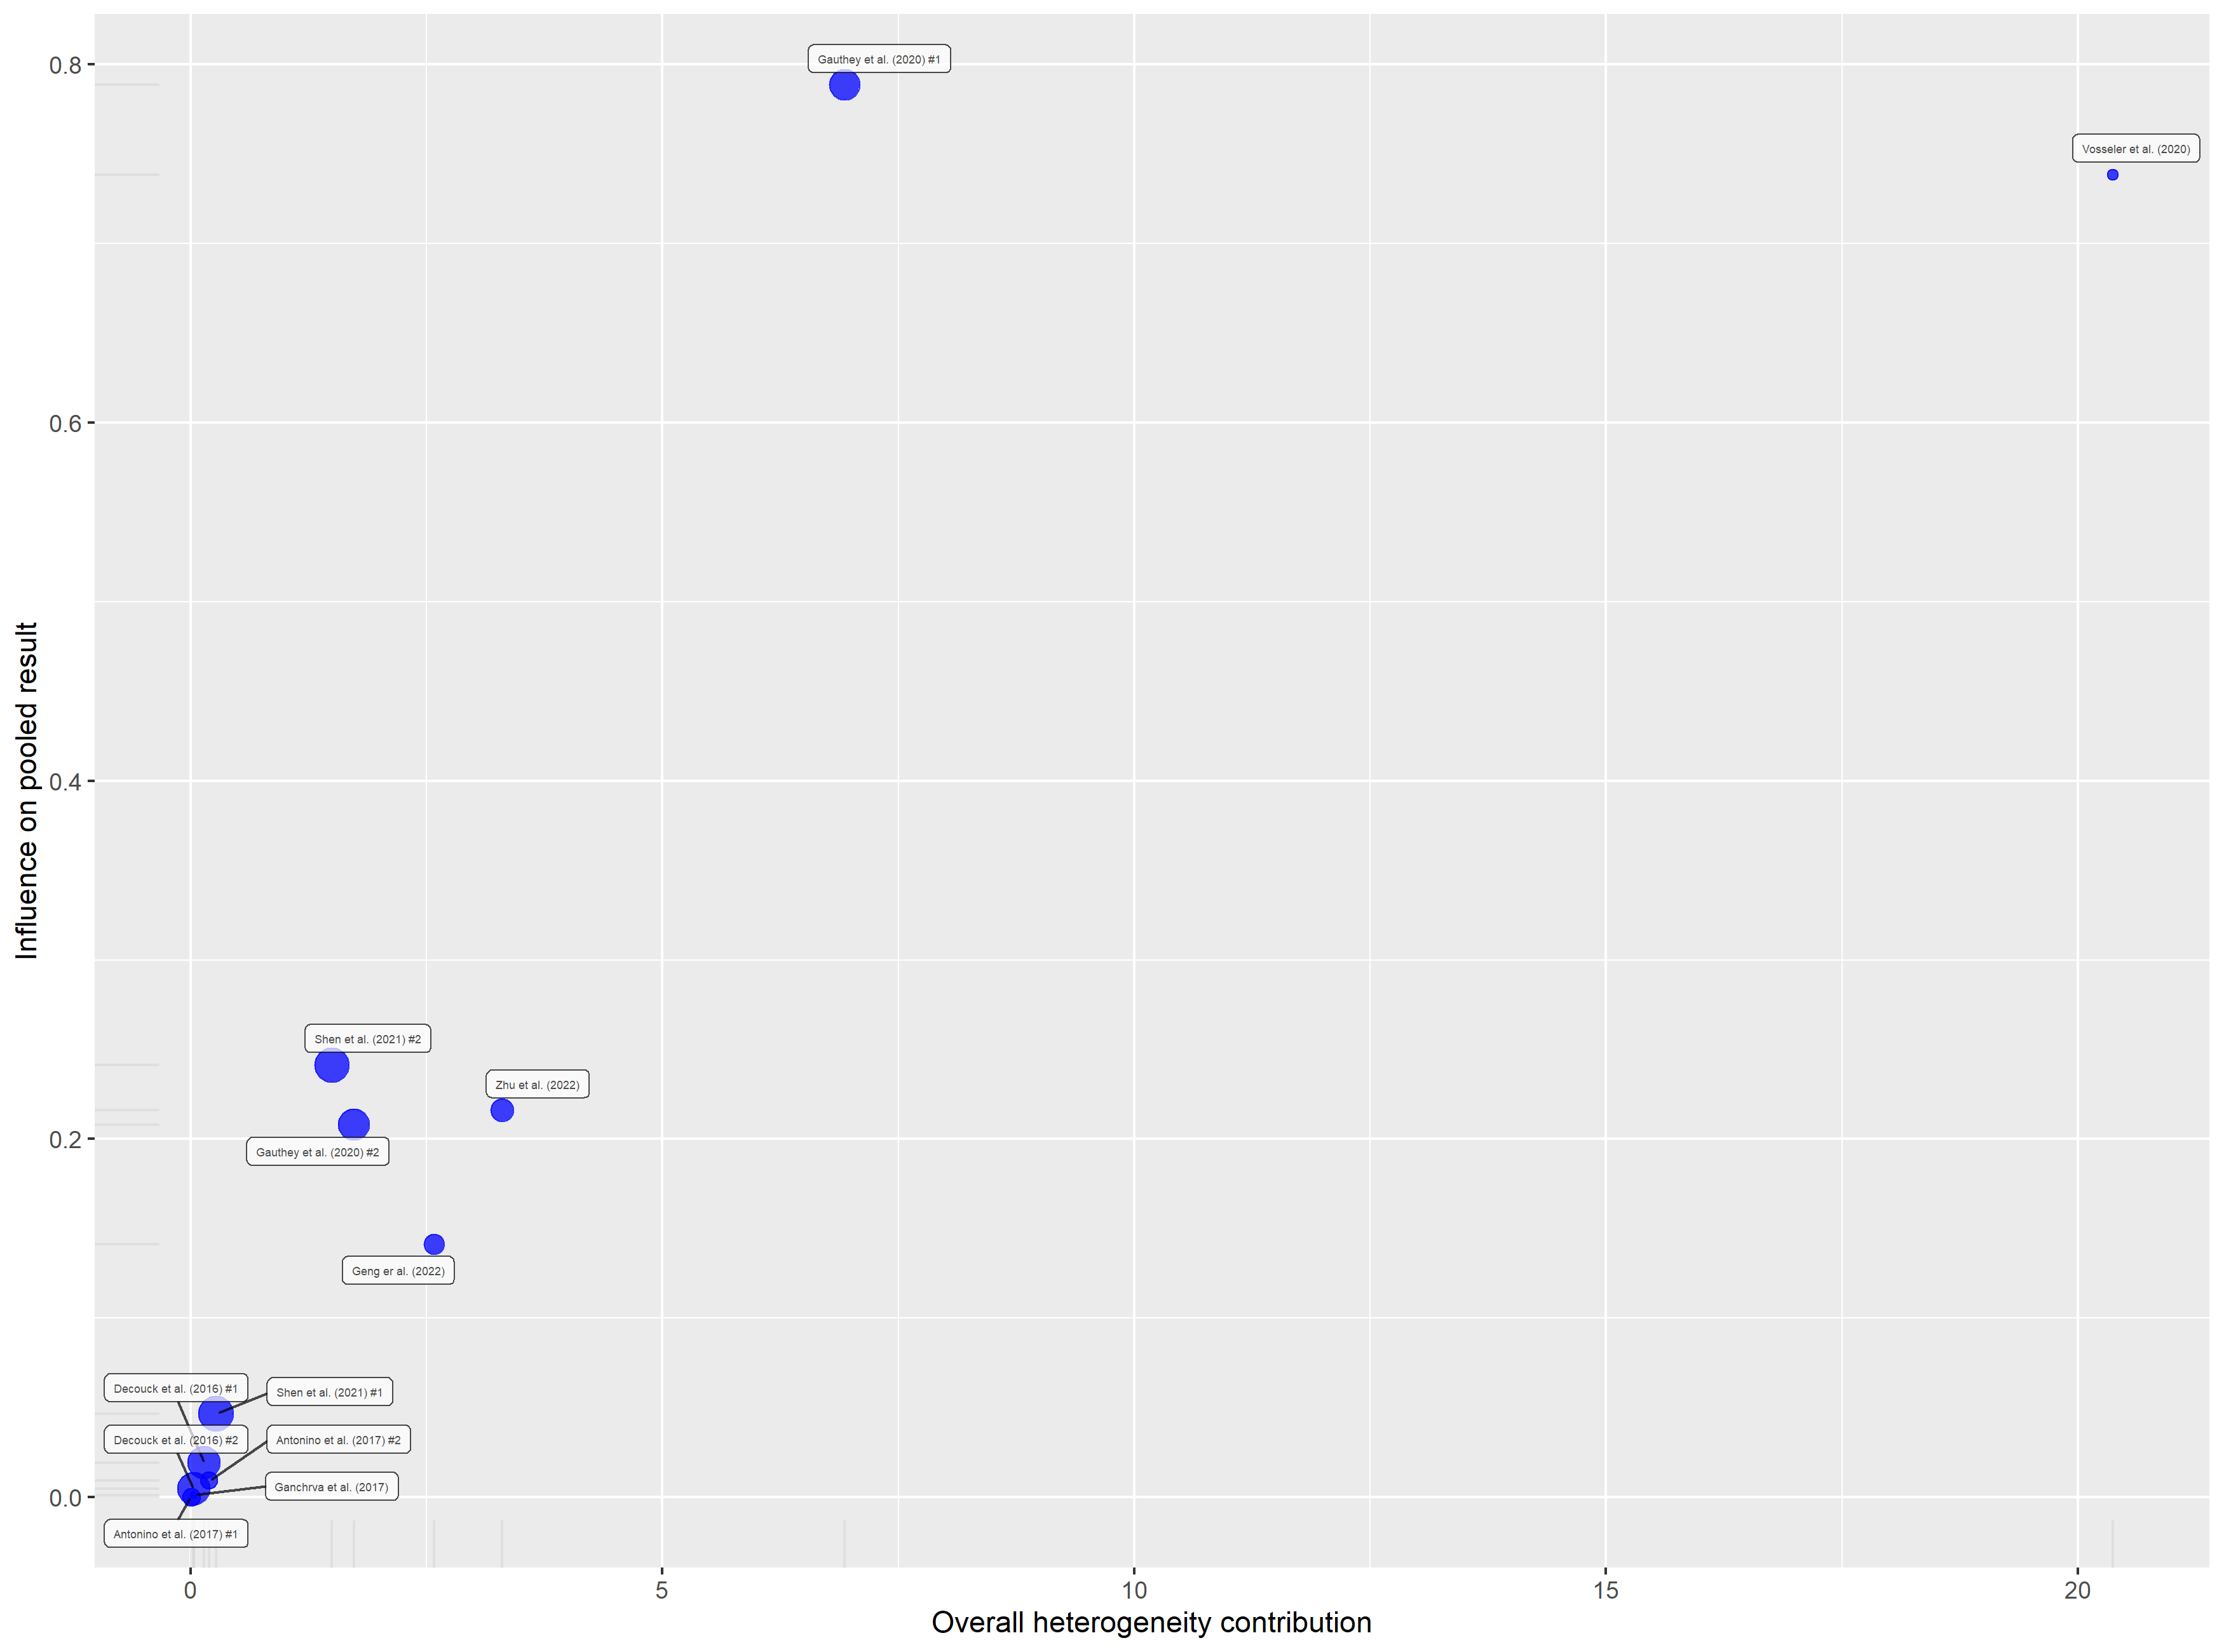 Gauthey et al. (2020) #1
0.8
Vosseler et al. (2020)
0.6
Influence on pooled result
0.4
Shen et al. (2021) #2
Zhu et al. (2022)
0.2
Gauthey et al. (2020) #2
Geng er al. (2022)
Decouck et al. (2016) #1
Shen et al. (2021) #1
Decouck et al. (2016) #2
Antonino et al. (2017) #2
Ganchrva et al. (2017)
0.0
Antonino et al. (2017) #1
0 5 10 15 20
Overall heterogeneity contribution